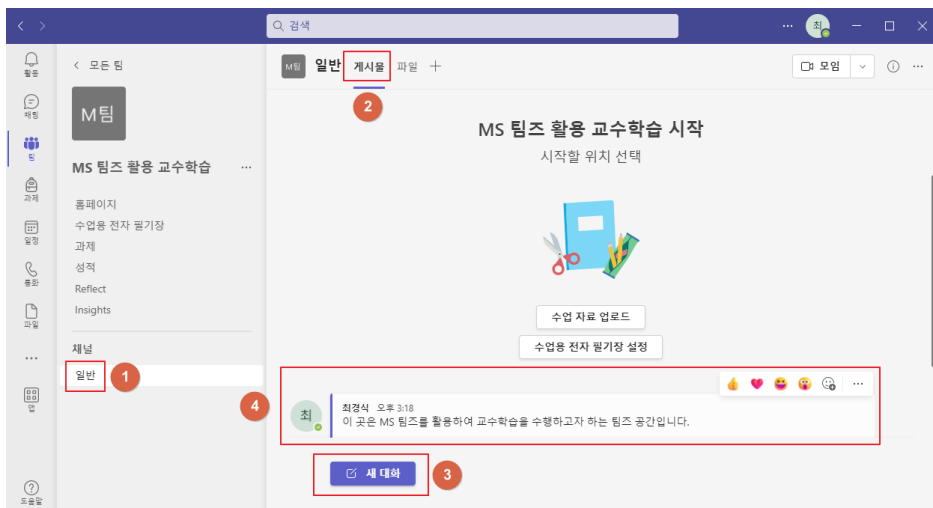 검색
최
활동
채팅
팀
과제
일정
통화
파일
앱
도움말
모든 팀
M팀
MS 팀즈 활용 교수학습
홈페이지
수업용 전자 필기장
과제
성적
Reflect
Insights
채널
일반
1
M팀 일반 게시물 파일
모임
2
MS 팀즈 활용 교수학습 시작
시작할 위치 선택
수업 자료 업로드
수업용 전자 필기장 설정
4
최
최경식 오후 3:18
이 곳은 MS 팀즈를 활용하여 교수학습을 수행하고자 하는 팀즈 공간입니다.
새 대화
3